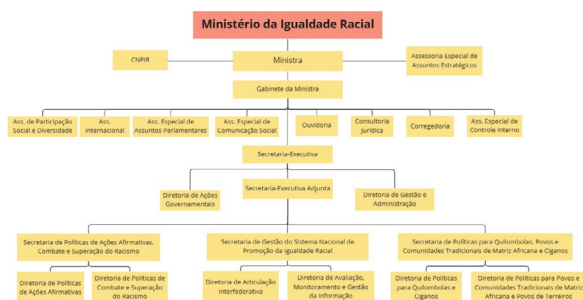 Ministério da Igualdade Racial
CNPIR
Ministra
Assessoria Especial de
Assuntos Estratégicos
Gabinete da Ministra
Ass. de Participação
Social e Diversidade
Ass.
Internacional
Ass. Especial de
Assuntos Parlamentares
Ass. Especial de
Comunicação Social
Ouvidoria
Consultoria
Jurídica
Corregedoria
Ass. Especial de
Controle Interno
Secretaria-Executiva
Diretoria de Ações
Governamentais
Secretaria-Executiva Adjunta
Diretoria de Gestão e
Administração
Secretaria de Políticas de Ações Afirmativas,
Combate e Superação do Racismo
Secretaria de Gestão do Sistema Nacional de
Promoção da Igualdade Racial
Secretaria de Políticas para Quilombolas, Povos e
Comunidades Tradicionais de Matriz Africana e Ciganos
Diretoria de Políticas
de Ações Afirmativas
Diretoria de Políticas de
Combate e Superação
do Racismo
Diretoria de Articulação
Interfederativa
Diretoria de Avaliação,
Monitoramento e Gestão
da Informação
Diretoria de Políticas
para Quilombolas e
Ciganos
Diretoria de Políticas para Povos e
Comunidades Tradicionais de Matriz
Africana e Povos de Terreiros